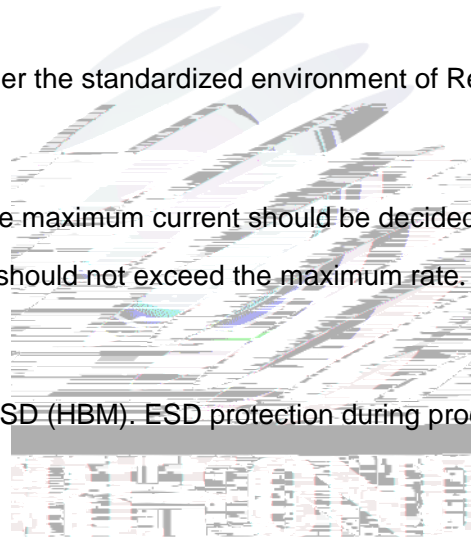 er the standardized environment of Re
e maximum current should be decided
should not exceed the maximum rate.
SD (HBM). ESD protection during pro